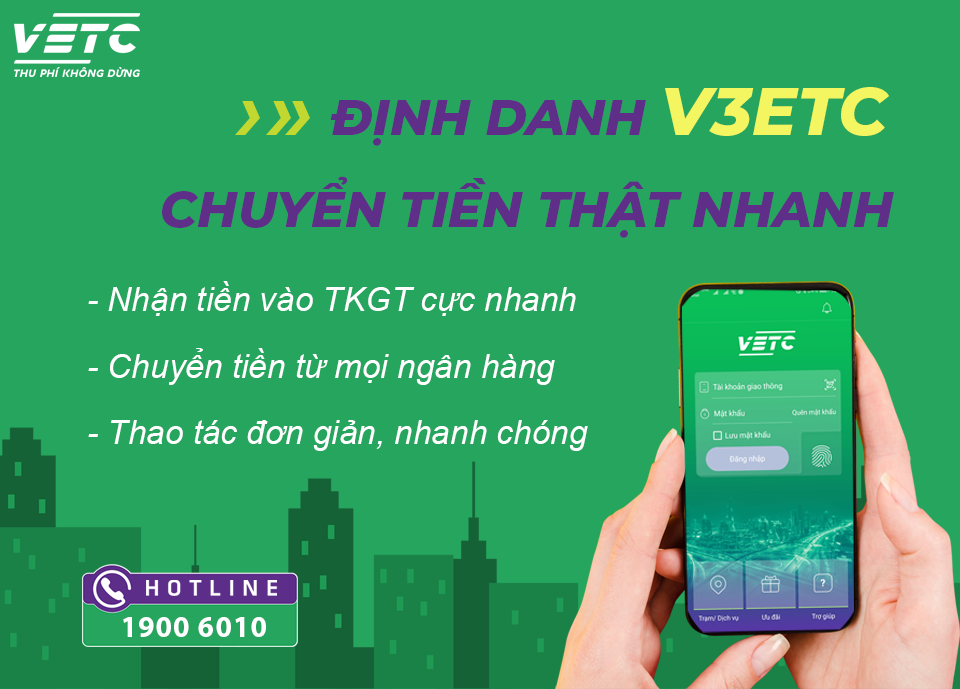 VETC
THU PHÍ KHÔNG DỪNG
ĐỊNH DANH V3ETC
CHUYỂN TIỀN THẬT NHANH
- Nhận tiền vào TKGT cực nhanh
- Chuyển tiền từ mọi ngân hàng
- Thao tác đơn giản, nhanh chóng
VETC
Tài khoản giao thông
Mật khẩu
Quên mật khẩu
Lưu mật khẩu
Đăng nhập
Trạm/ Dịch vụ
Ưu đãi
?
Trợ giúp
HOTLINE
1900 6010